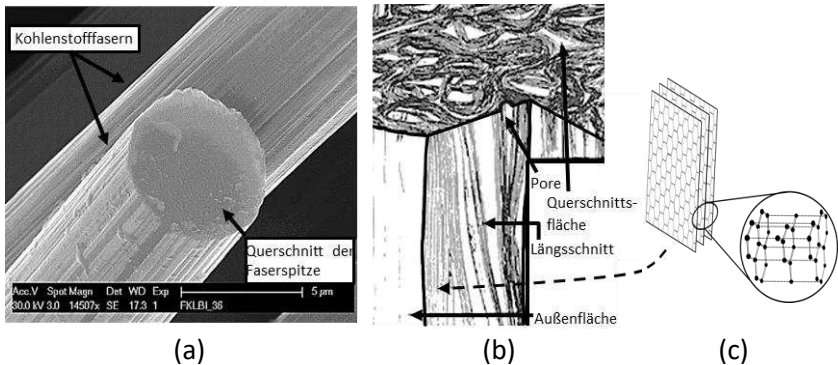 Kohlenstofffasern
Querschnitt der
Faserspitze
Acc.V Spot Magn Det WD Exp
30.0 kV 3.0 14507x SE 17.3 1 FKLBI_36
5 µm
(a)
Pore
Querschnitts-
fläche
Längsschnitt
Außenfläche
(b)
(c)